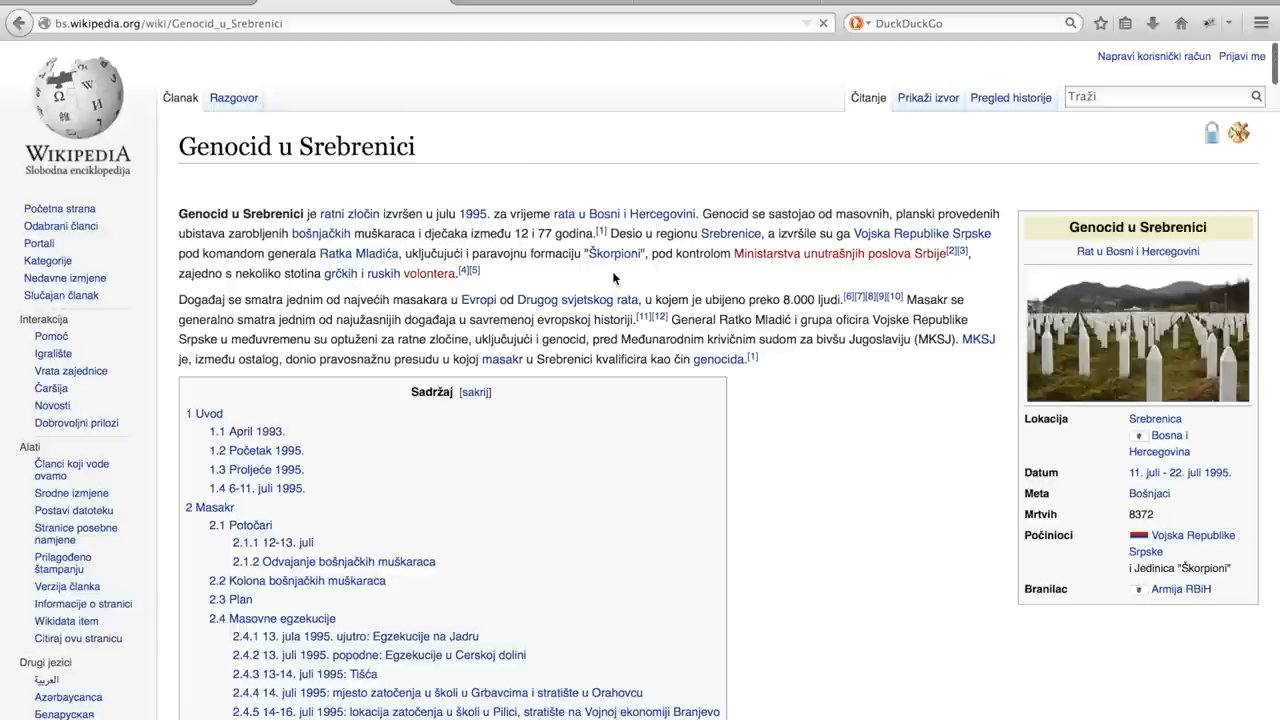 bs.wikipedia.org/wiki/Genocid_u_Srebrenici
DuckDuckGo
Napravi korisnički račun Prijavi me
Članak Razgovor
Čitanje Prikaži izvor Pregled historije
Traži
WIKIPEDIA
Slobodna enciklopedija
Početna strana
Odabrani članci
Portali
Kategorije
Nedavne izmjene
Slučajan članak
Interakcija
Pomoć
Igralište
Vrata zajednice
Čaršija
Novosti
Dobrovoljni prilozi
Alati
Članci koji vode
ovamo
Srodne izmjene
Postavi datoteku
Stranice posebne
namjene
Prilagođeno
štampanju
Verzija članka
Informacije o stranici
Wikidata item
Citiraj ovu stranicu
Drugi jezici
العربية
Azərbaycanca
Беларуская
Genocid u Srebrenici
Genocid u Srebrenici je ratni zločin izvršen u julu 1995. za vrijeme rata u Bosni i Hercegovini. Genocid se sastojao od masovnih, planski provedenih
ubistava zarobljenih bošnjačkih muškaraca i dječaka između 12 i 77 godina.[1] Desio u regionu Srebrenice, a izvršile su ga Vojska Republike Srpske
pod komandom generala Ratka Mladića, uključujući i paravojnu formaciju "Škorpioni", pod kontrolom Ministarstva unutrašnjih poslova Srbije[2][3],
zajedno s nekoliko stotina grčkih i ruskih volontera.[4][5]
Događaj se smatra jednim od najvećih masakara u Evropi od Drugog svjetskog rata, u kojem je ubijeno preko 8.000 ljudi.[6][7][8][9][10] Masakr se
generalno smatra jednim od najužasnijih događaja u savremenoj evropskoj historiji.[11][12] General Ratko Mladić i grupa oficira Vojske Republike
Srpske u međuvremenu su optuženi za ratne zločine, uključujući i genocid, pred Međunarodnim krivičnim sudom za bivšu Jugoslaviju (MKSJ). MKSJ
je, između ostalog, donio pravosnažnu presudu u kojoj masakr u Srebrenici kvalificira kao čin genocida.[1]
Sadržaj [sakrij]
1 Uvod
1.1 April 1993.
1.2 Početak 1995.
1.3 Proljeće 1995.
1.4 6-11. juli 1995.
2 Masakr
2.1 Potočari
2.1.1 12-13. juli
2.1.2 Odvajanje bošnjačkih muškaraca
2.2 Kolona bošnjačkih muškaraca
2.3 Plan
2.4 Masovne egzekucije
2.4.1 13. jula 1995. ujutro: Egzekucije na Jadru
2.4.2 13. juli 1995. popodne: Egzekucije u Cerskoj dolini
2.4.3 13-14. juli 1995: Tišća
2.4.4 14. juli 1995: mjesto zatočenja u školi u Grbavcima i stratište u Orahovcu
2.4.5 14-16. juli 1995: lokacija zatočenja u školi u Pilici, stratište na Vojnoj ekonomiji Branjevo
Genocid u Srebrenici
Rat u Bosni i Hercegovini
Lokacija Srebrenica
Bosna i
Hercegovina
Datum 11. juli - 22. juli 1995.
Meta Bošnjaci
Mrtvih 8372
Počinioci Vojska Republike
Srpske
i Jedinica "Škorpioni"
Branilac Armija RBiH